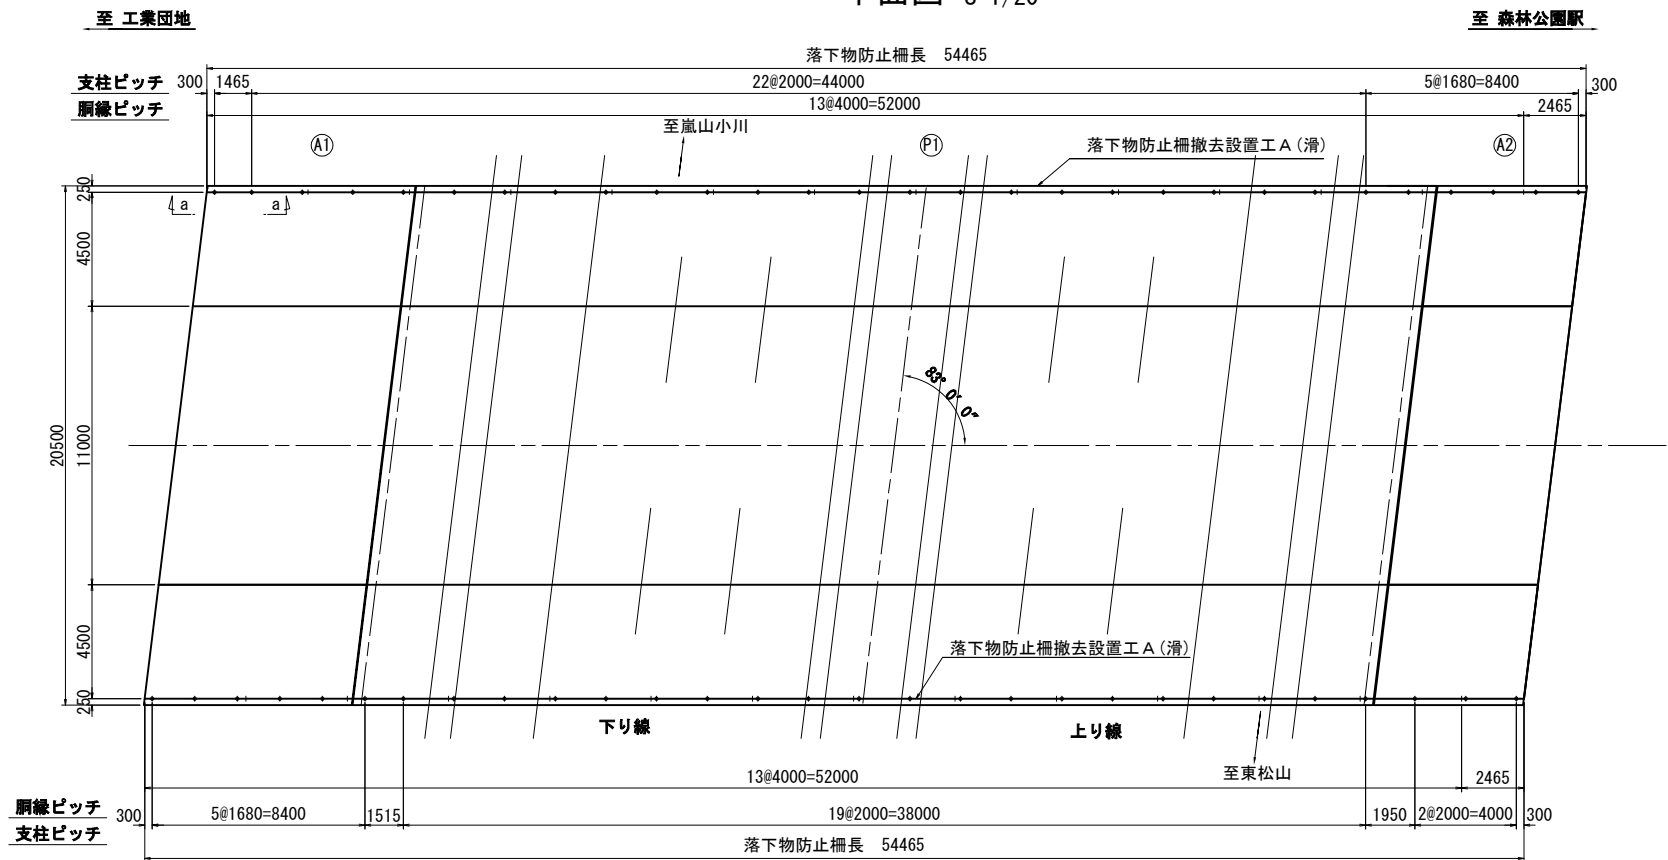 至 工業団地
至 森林公園駅
落下物防止柵長 54465
支柱ピッチ 300 1465 22@2000=44000 5@1680=8400 300
胴縁ピッチ 13@4000=52000 2465
至嵐山小川
A1 P1 A2
落下物防止柵撤去設置工A(滑)
250
a a
4500
83° 0′ 0″
20500
11000
4500
落下物防止柵撤去設置工A(滑)
250
下り線 上り線
至東松山
13@4000=52000 2465
胴縁ピッチ 300 5@1680=8400 1515 19@2000=38000 1950 2@2000=4000 300
支柱ピッチ
落下物防止柵長 54465